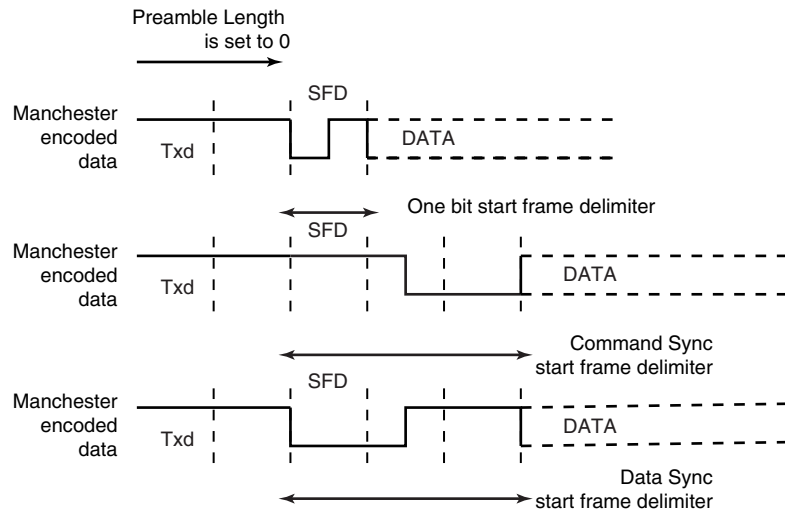 Preamble Length
is set to 0
SFD
Manchester
encoded
data
Txd
DATA
One bit start frame delimiter
SFD
Manchester
encoded
data
Txd
DATA
Command Sync
start frame delimiter
SFD
Manchester
encoded
data
Txd
DATA
Data Sync
start frame delimiter